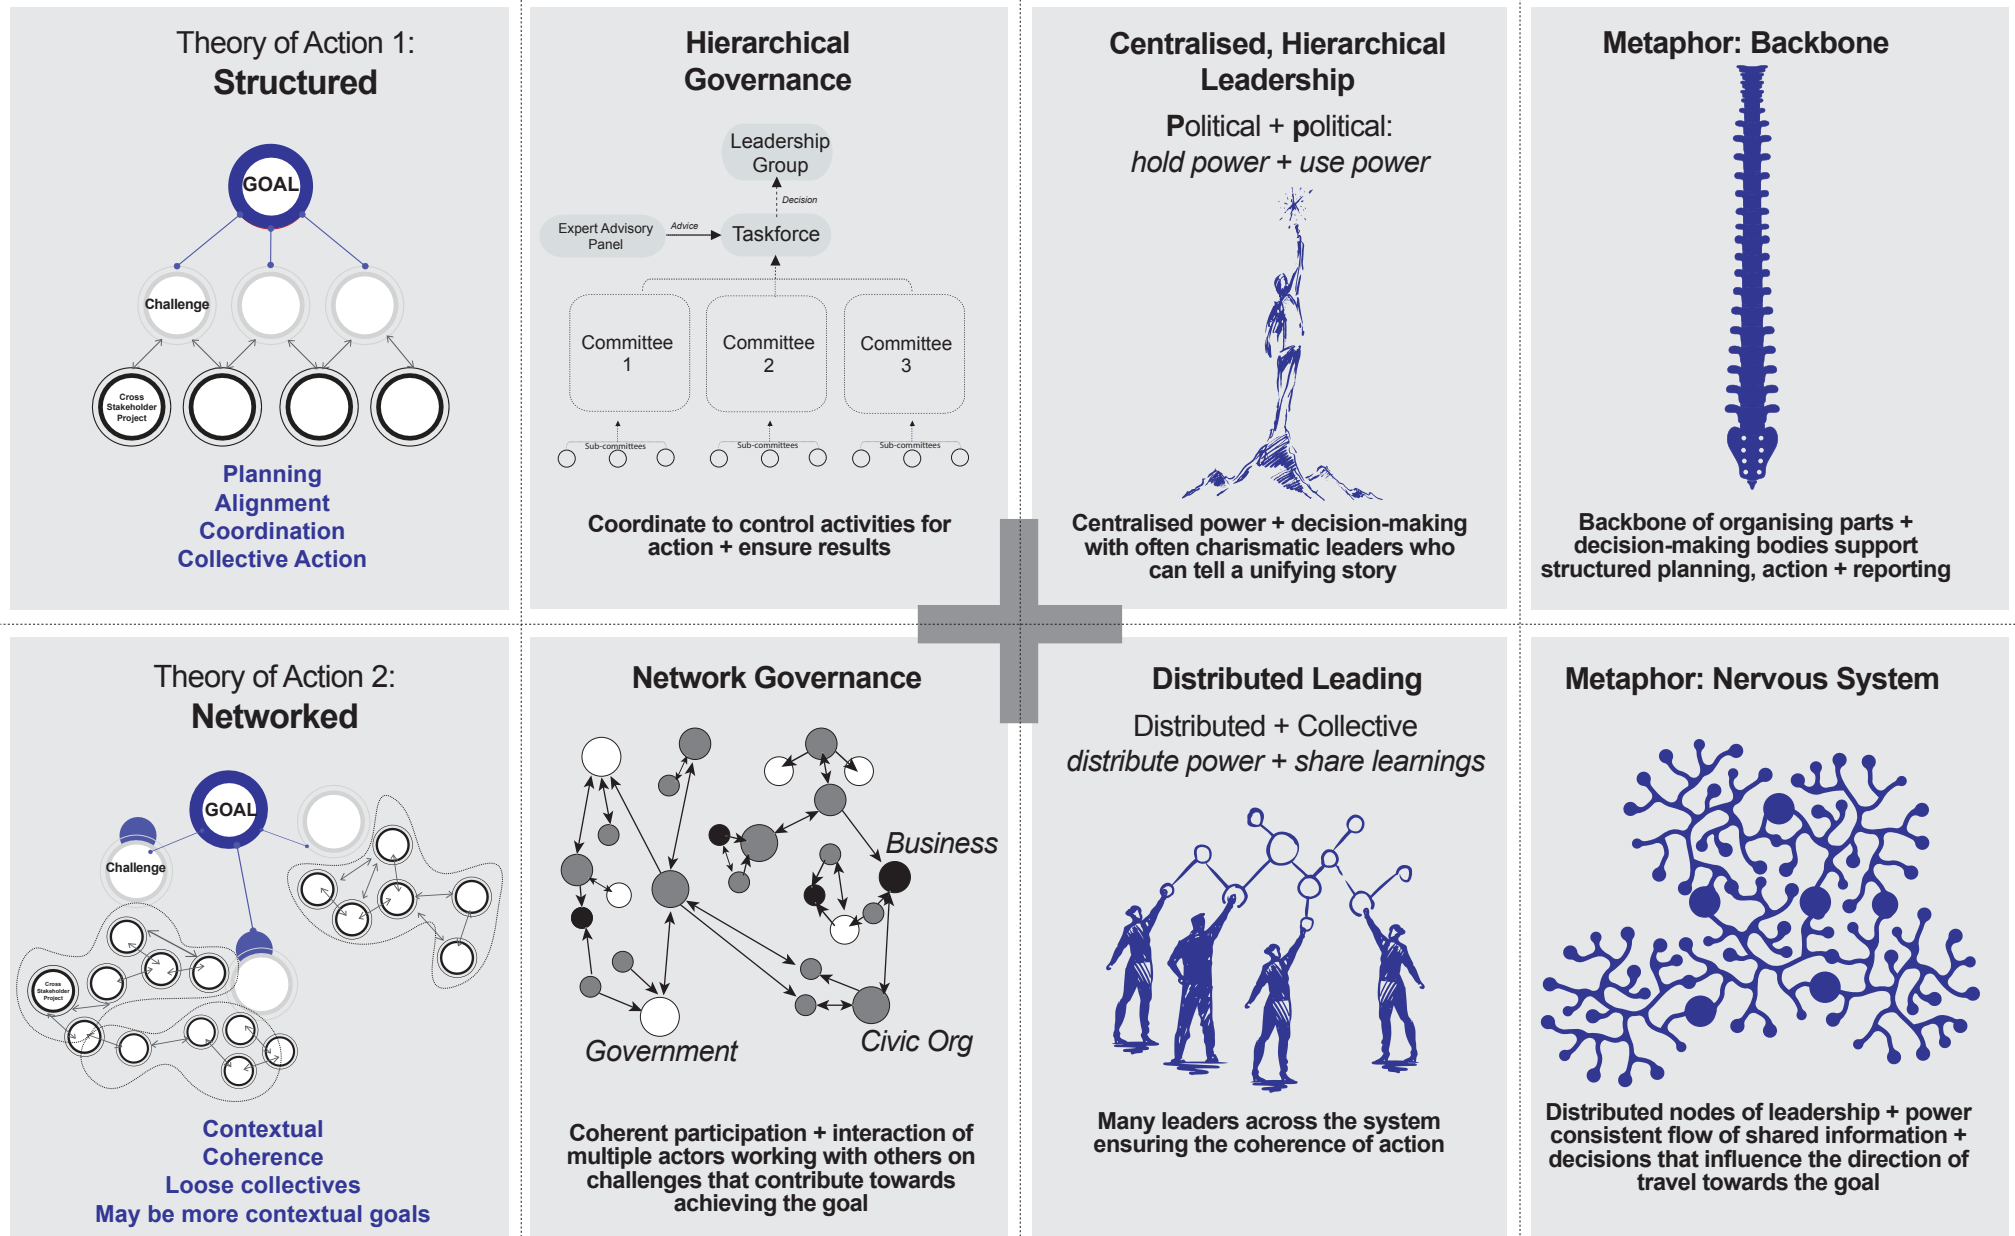 Theory of Action 1:
Structured
GOAL
Challenge
Cross
Stakeholder
Project
Planning
Alignment
Coordination
Collective Action
Hierarchical
Governance
Leadership
Group
Decision
Expert Advisory
Panel
Advice
Taskforce
Committee
1
Committee
2
Committee
3
Sub-committees
Sub-committees
Sub-committees
Coordinate to control activities for
action + ensure results
Centralised, Hierarchical
Leadership
Political + political:
hold power + use power
Centralised power + decision-making
with often charismatic leaders who
can tell a unifying story
Metaphor: Backbone
Backbone of organising parts +
decision-making bodies support
structured planning, action + reporting
Theory of Action 2:
Networked
GOAL
Challenge
Cross
Stakeholder
Project
Contextual
Coherence
Loose collectives
May be more contextual goals
Network Governance
Business
Government
Civic Org
Coherent participation + interaction of
multiple actors working with others on
challenges that contribute towards
achieving the goal
Distributed Leading
Distributed + Collective
distribute power + share learnings
Many leaders across the system
ensuring the coherence of action
Metaphor: Nervous System
Distributed nodes of leadership + power
consistent flow of shared information +
decisions that influence the direction of
travel towards the goal